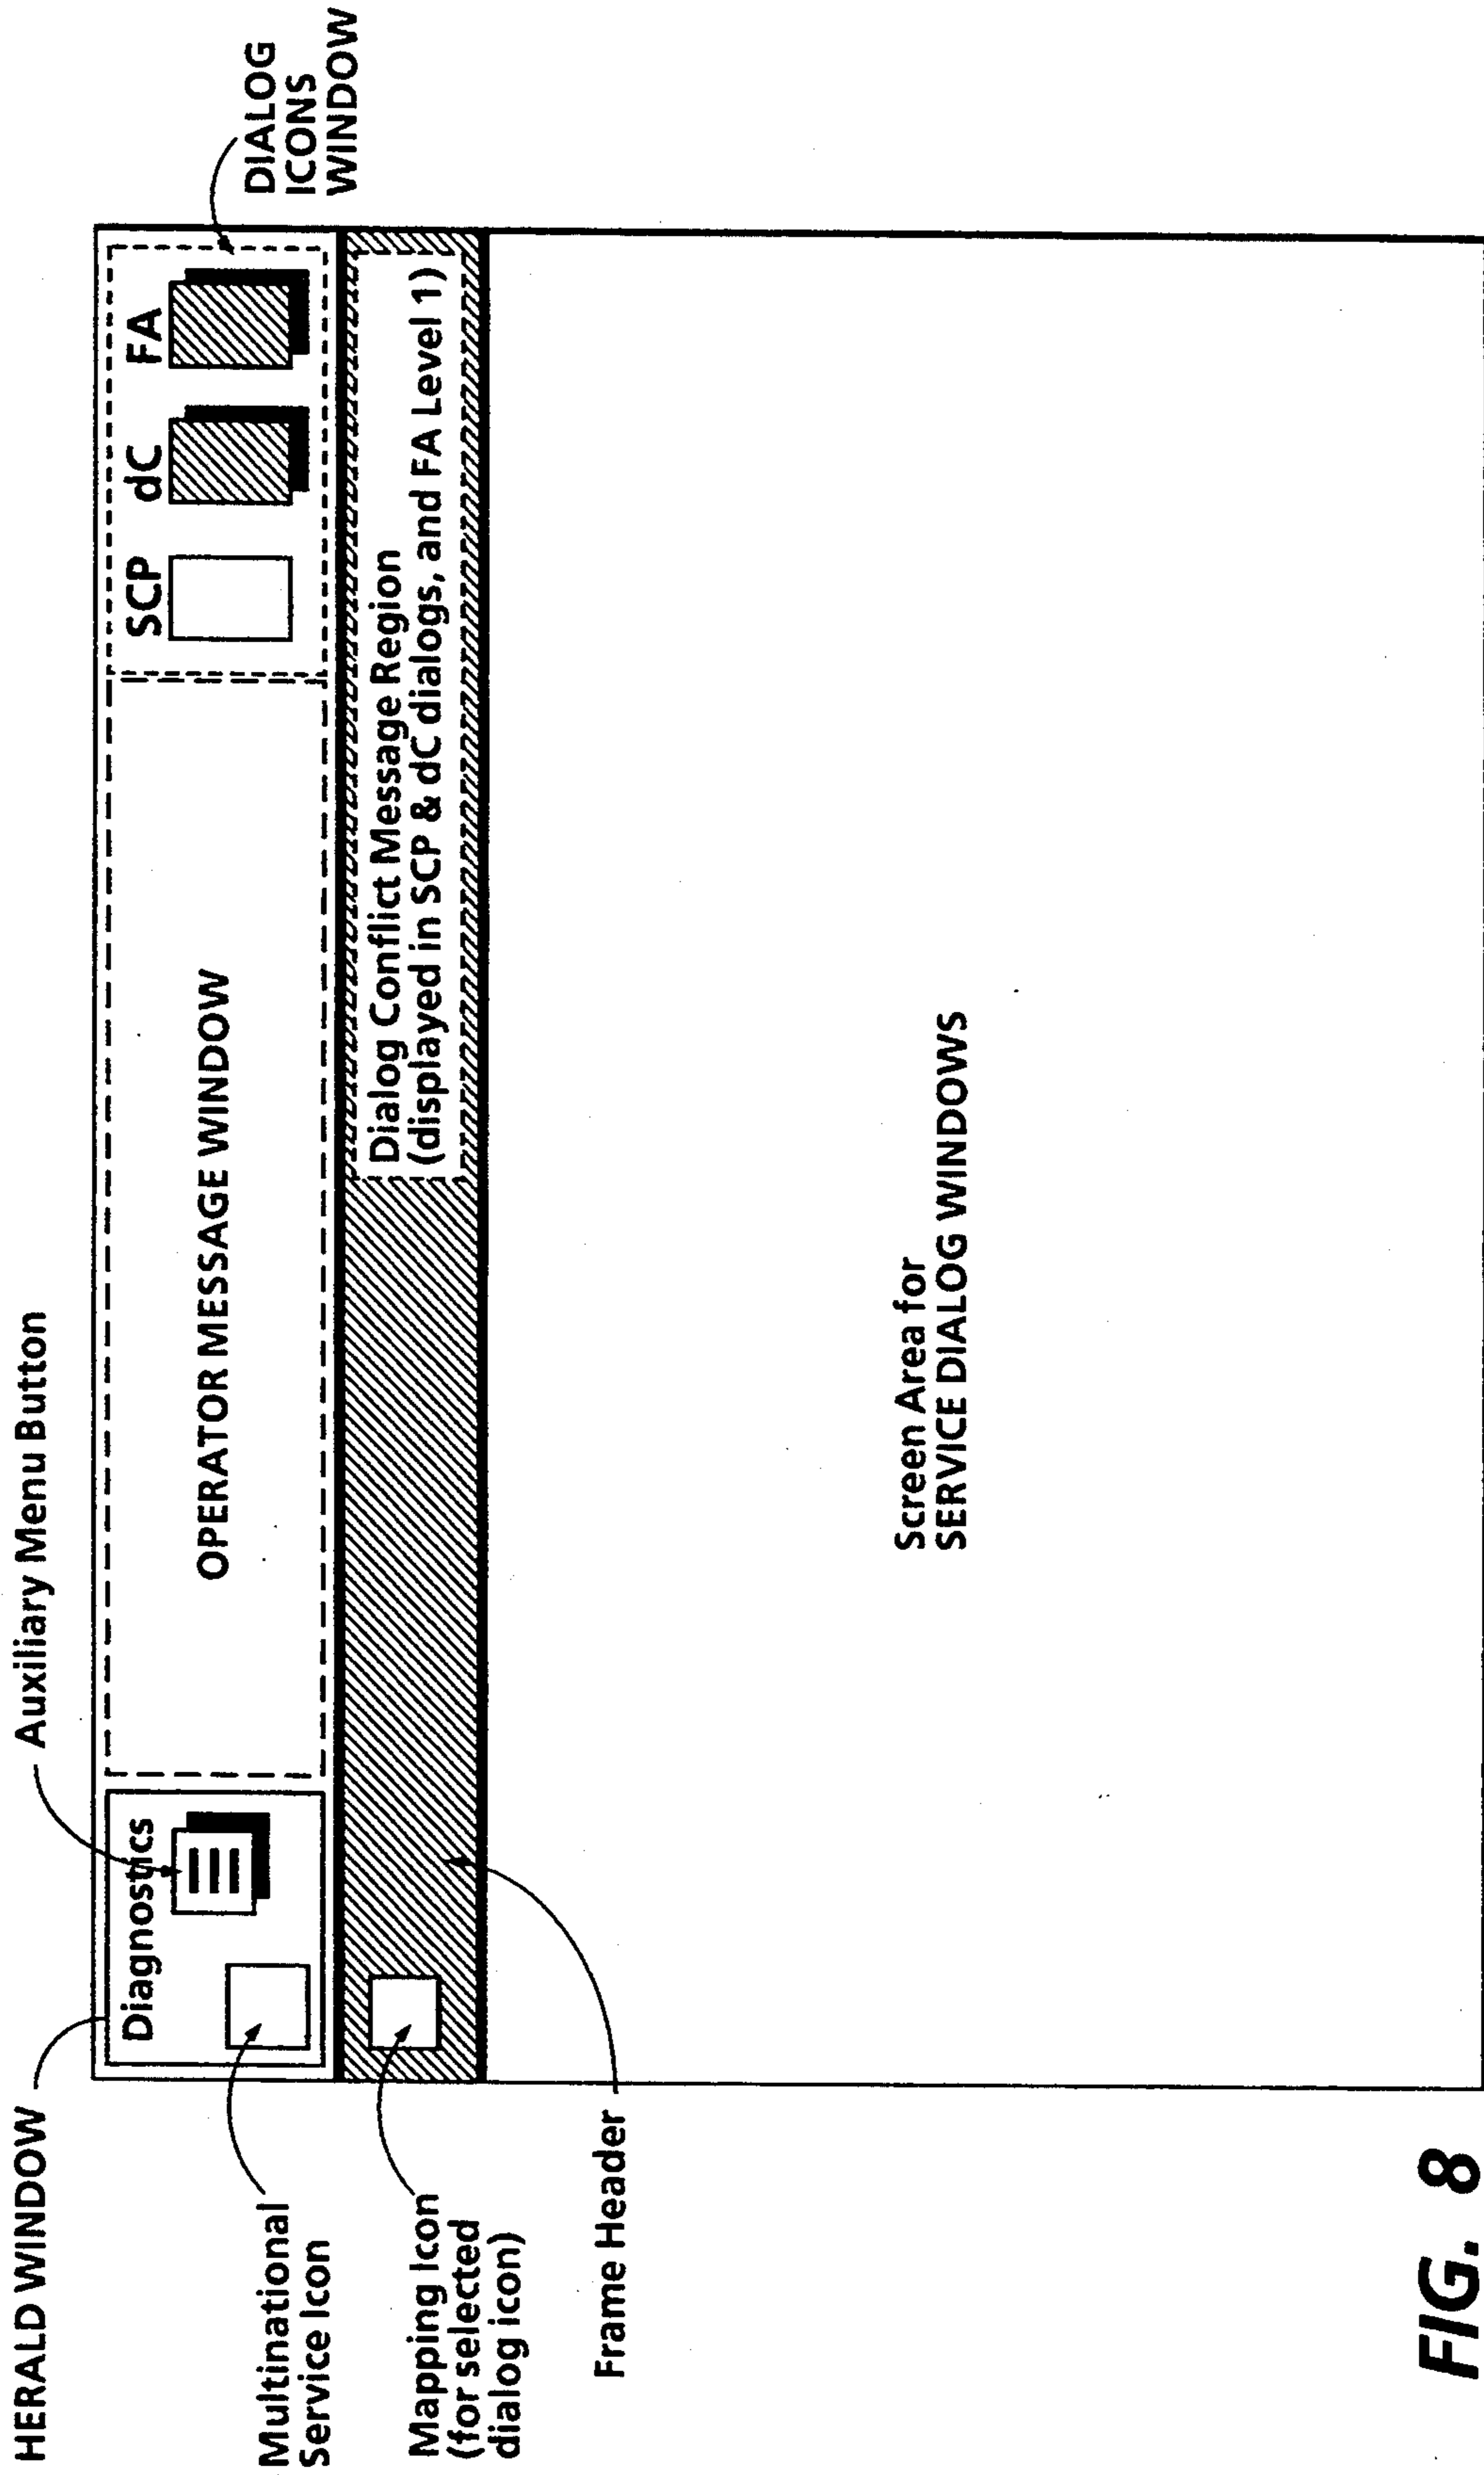 Auxiliary Menu Button
HERALD WINDOW
DIALOG
ICONS
WINDOW
Diagnostics
OPERATOR MESSAGE WINDOW
SCP
dC
FA
Multinational
Service Icon
Dialog Conflict Message Region
(displayed in SCP & dC dialogs, and FA Level 1)
Mapping Icon
(for selected
dialog icon)
Frame Header
Screen Area for
SERVICE DIALOG WINDOWS
FIG. 8